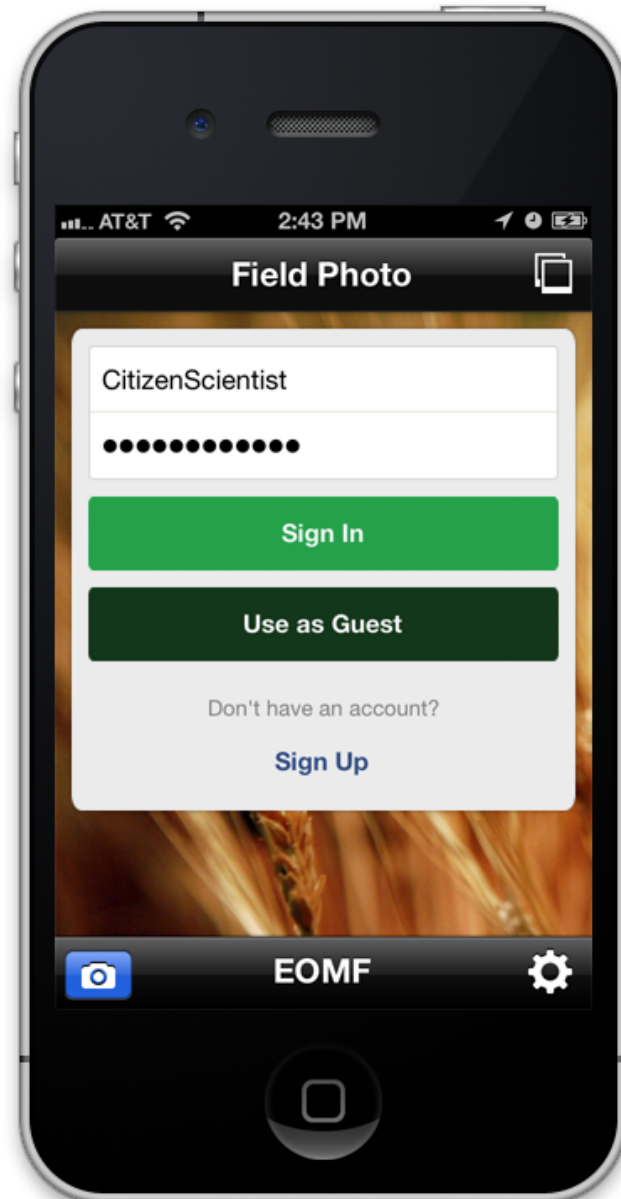 AT&T 2:43 PM
Field Photo
CitizenScientist
●●●●●●●●●●●●
Sign In
Use as Guest
Don't have an account?
Sign Up
EOMF